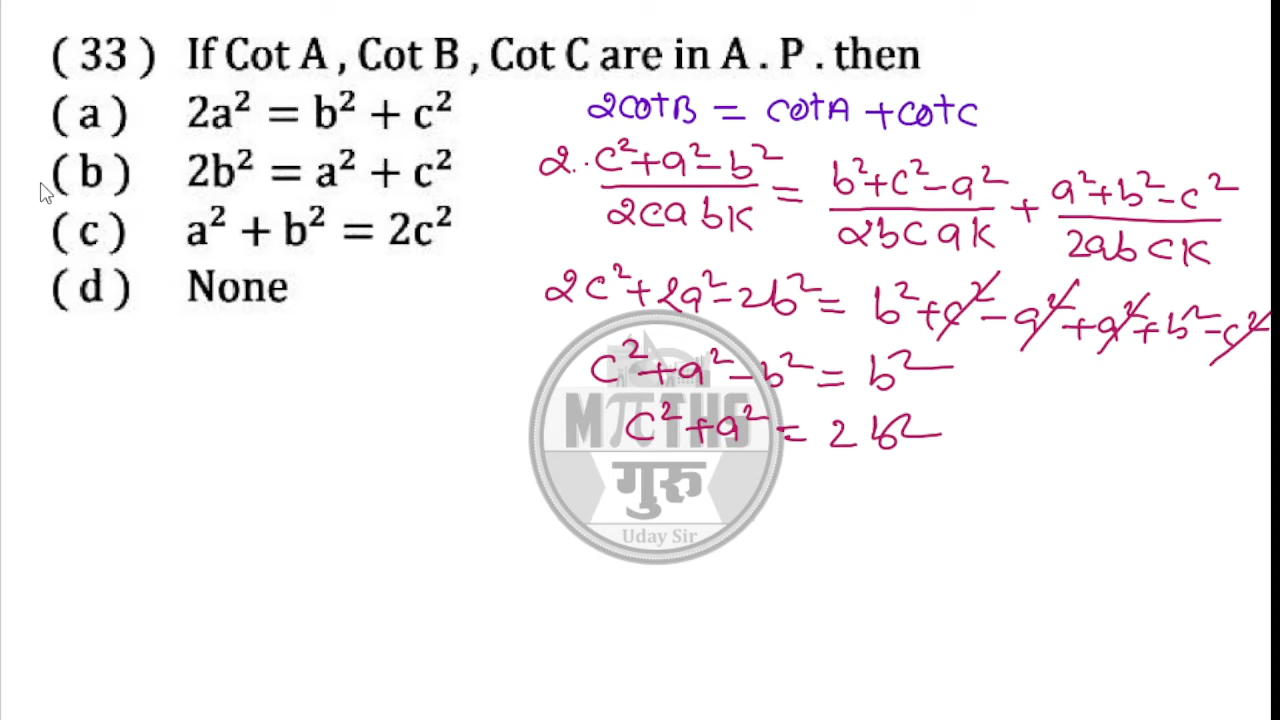 ( 33 ) If Cot A , Cot B , Cot C are in A . P . then
( a ) 2a² = b² + c²
( b ) 2b² = a² + c²
( c ) a² + b² = 2c²
( d ) None
2cotB = cotA + cotC
2. (c²+a²-b²)/(2cabk) = (b²+c²-a²)/(2bcak) + (a²+b²-c²)/(2abck)
2c²+2a²-2b² = b²+c²-a²+a²+b²-c²
c²+a²-b² = b²
c²+a² = 2b²
MπTHS
गुरु
Uday Sir